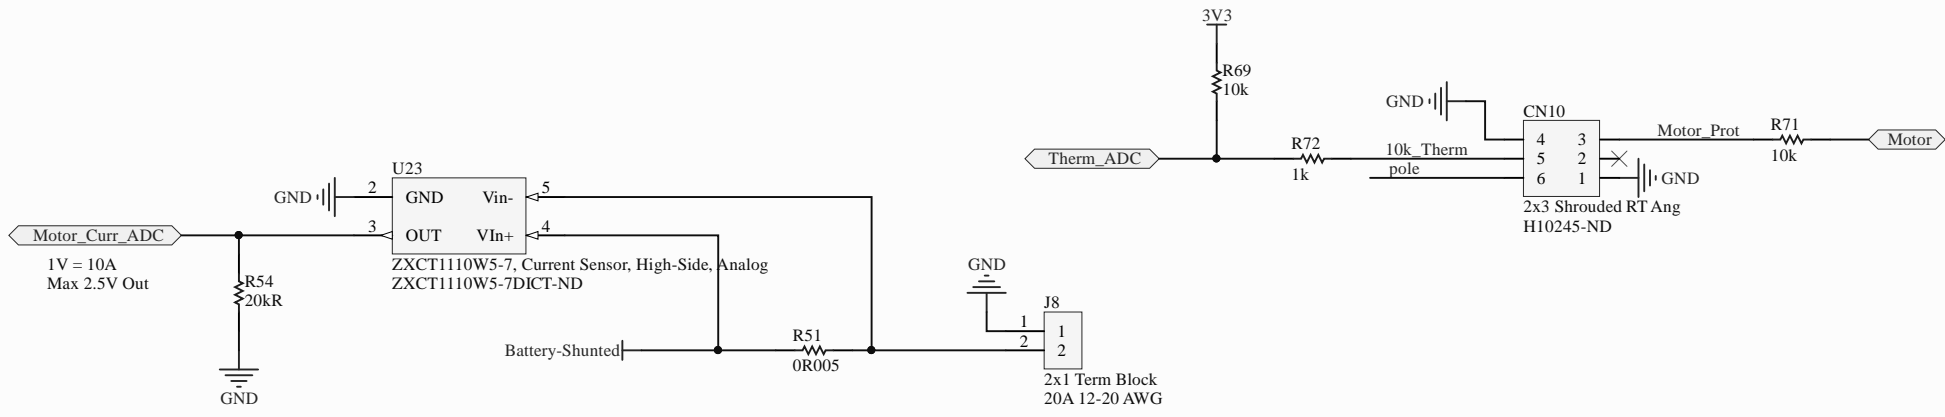 3V3
R69
10k
CN10
GND
4
3
Motor_Prot
R71
10k
Motor
Therm_ADC
R72
1k
10k_Therm
5
2
pole
6
1
GND
2x3 Shrouded RT Ang
H10245-ND
U23
GND
2
GND
Vin-
5
Motor_Curr_ADC
3
OUT
VIn+
4
1V = 10A
Max 2.5V Out
ZXCT1110W5-7, Current Sensor, High-Side, Analog
ZXCT1110W5-7DICT-ND
R54
20kR
GND
GND
J8
1
1
2
2
Battery-Shunted
R51
0R005
2x1 Term Block
20A 12-20 AWG